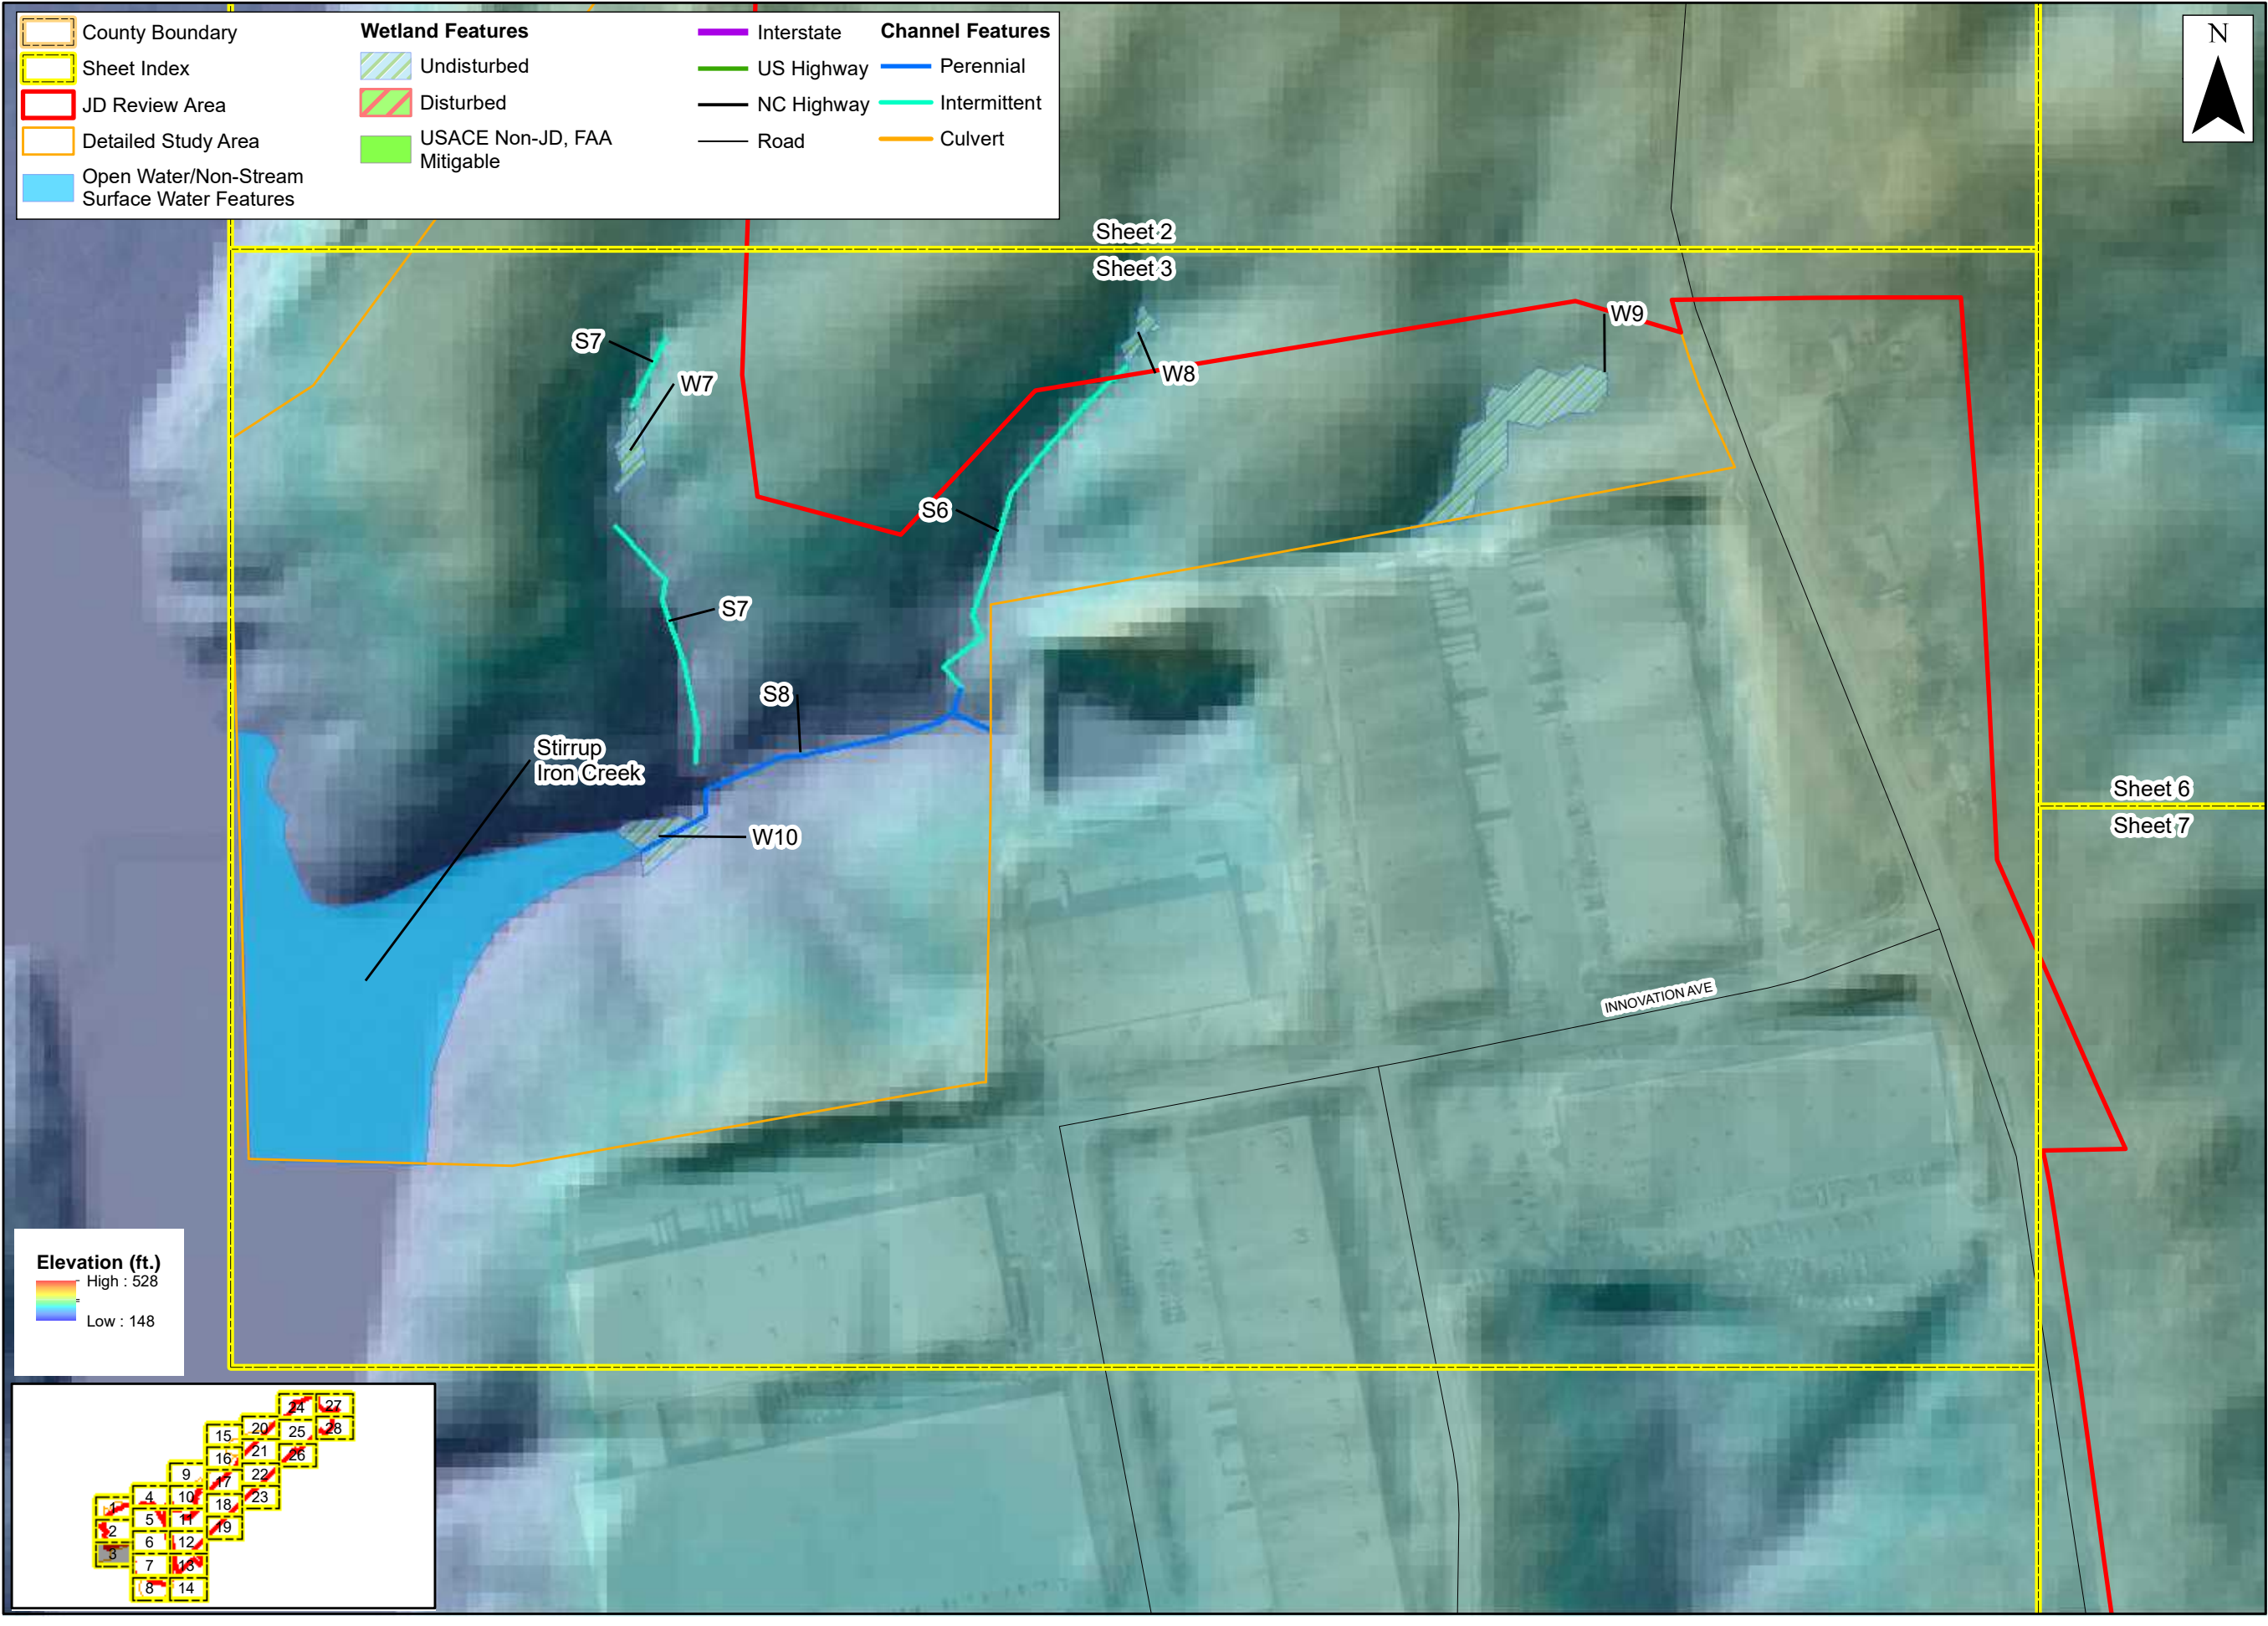 County Boundary
Sheet Index
JD Review Area
Detailed Study Area
Open Water/Non-Stream
Surface Water Features
Wetland Features
Undisturbed
Disturbed
USACE Non-JD, FAA
Mitigable
Interstate
US Highway
NC Highway
Road
Channel Features
Perennial
Intermittent
Culvert
N
Sheet 2
Sheet 3
W9
S7
W7
W8
S6
S7
S8
Stirrup
Iron Creek
W10
Sheet 6
Sheet 7
INNOVATION AVE
Elevation (ft.)
High : 528
Low : 148
24 27
20 25 28
15
21 26
16
9 22
17
4 10 23
1 18
5 11
2 19
6 12
3
7 13
8 14